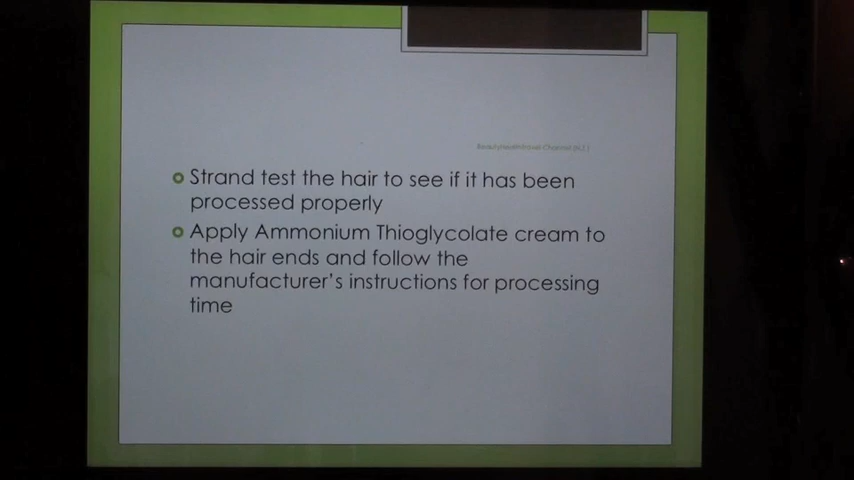 Strand test the hair to see if it has been
processed properly
Apply Ammonium Thioglycolate cream to
the hair ends and follow the
manufacturer's instructions for processing
time